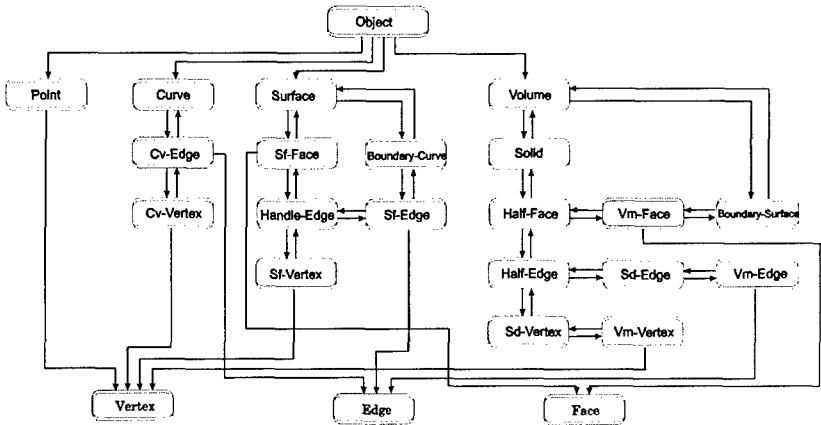 Object
Point
Curve
Surface
Volume
Cv-Edge
Sf-Face
Boundary-Curve
Solid
Cv-Vertex
Handle-Edge
Sf-Edge
Half-Face
Vm-Face
Boundary-Surface
Sf-Vertex
Half-Edge
Sd-Edge
Vm-Edge
Sd-Vertex
Vm-Vertex
Vertex
Edge
Face